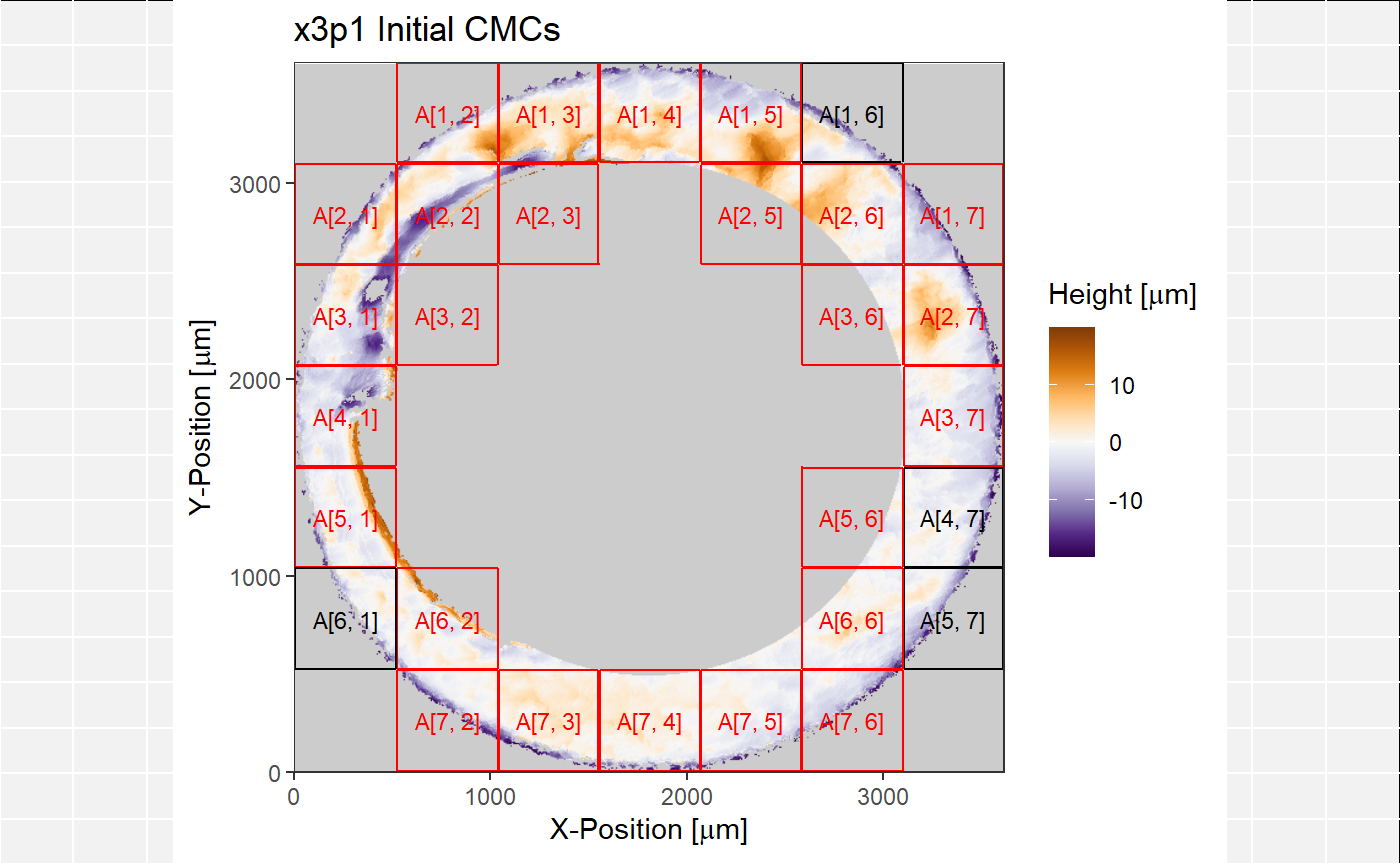 x3p1 Initial CMCs
A[1, 2] A[1, 3] A[1, 4] A[1, 5] A[1, 6]
3000
A[2, 1] A[2, 2] A[2, 3] A[2, 5] A[2, 6] A[1, 7]
A[3, 1] A[3, 2] A[3, 6] A[2, 7]
2000
A[4, 1] A[3, 7]
A[5, 1] A[5, 6] A[4, 7]
1000
A[6, 1] A[6, 2] A[6, 6] A[5, 7]
A[7, 2] A[7, 3] A[7, 4] A[7, 5] A[7, 6]
0
0 1000 2000 3000
X-Position [μm]
Y-Position [μm]
Height [μm]
10
0
-10